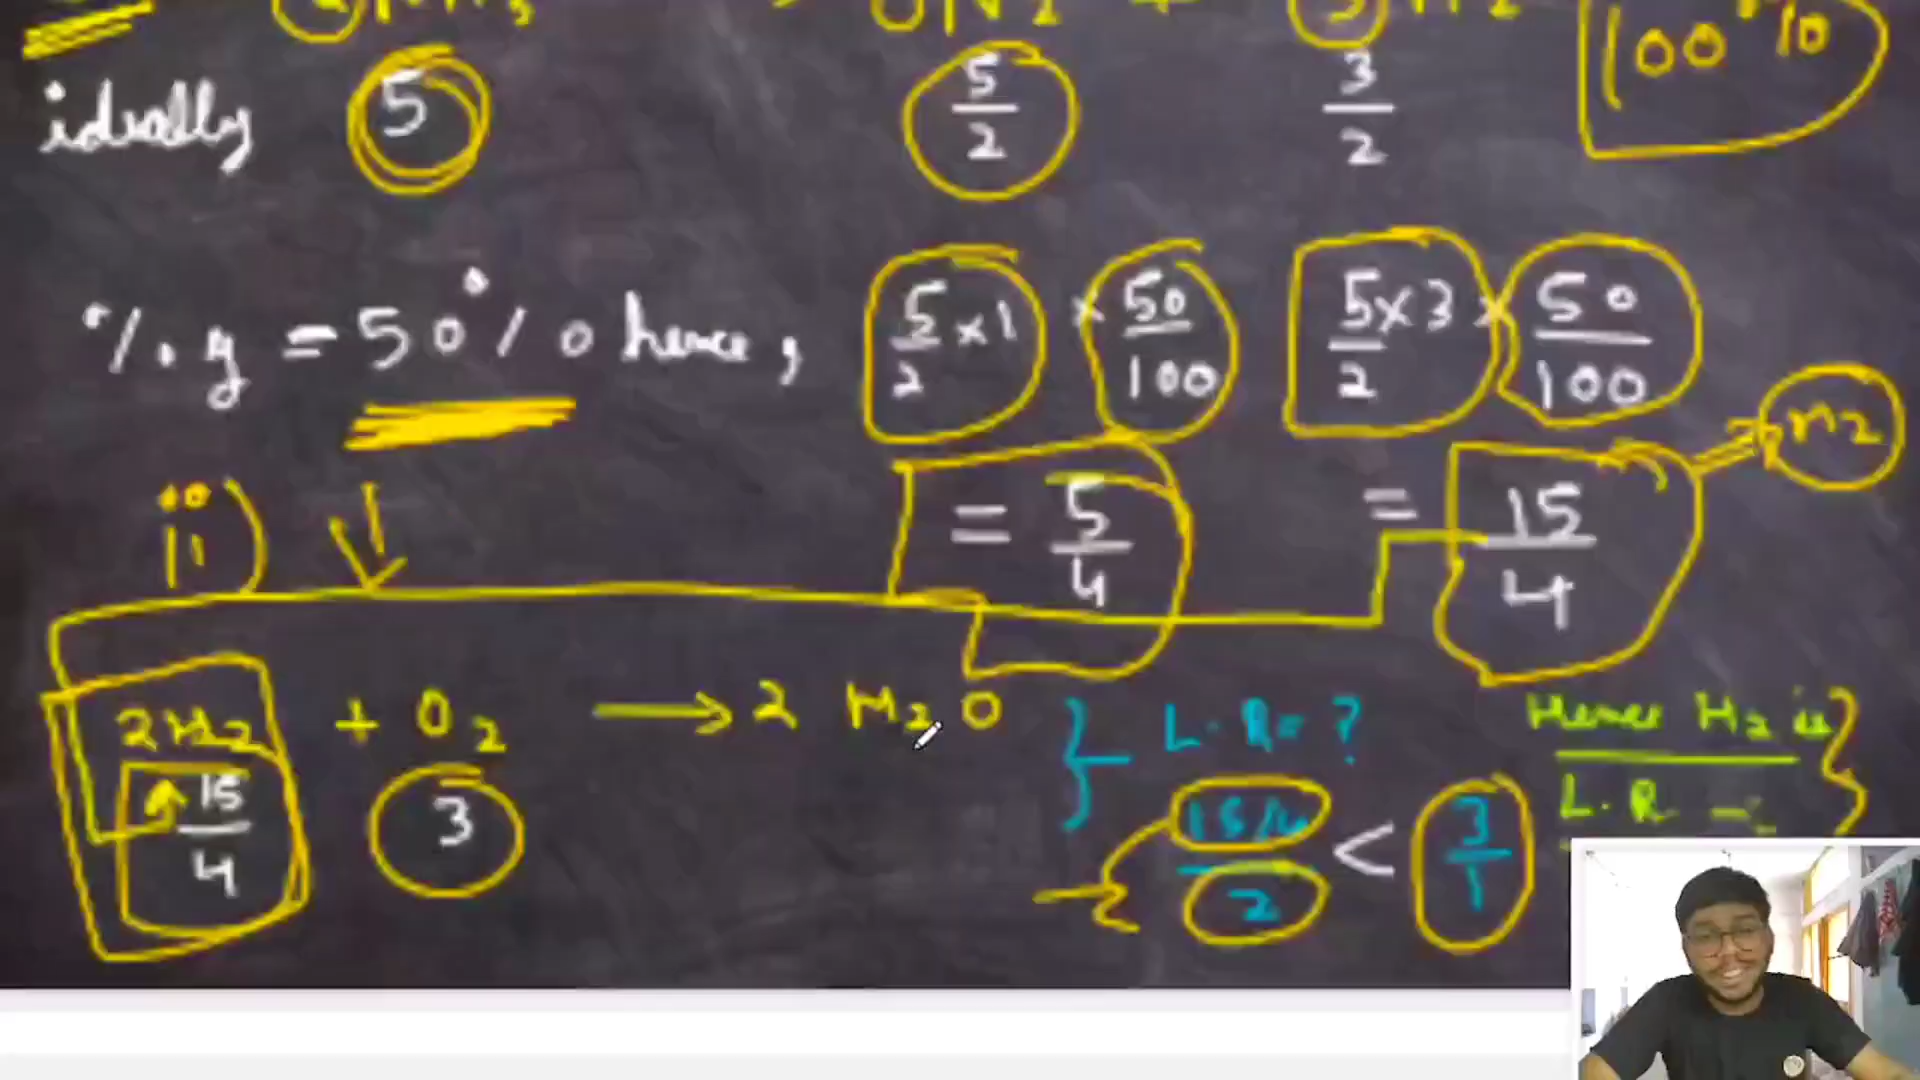 100%
ideally 5 5/2 3/2
% y = 50% hence, 5/2 × 1 × 50/100 5/2 × 3 × 50/100
= 5/4 = 15/4
ii)
2H2 + O2 → 2 H2O } L.R = ? Hence H2 is
15/4 3 15/4 / 2 < 3/1 L.R